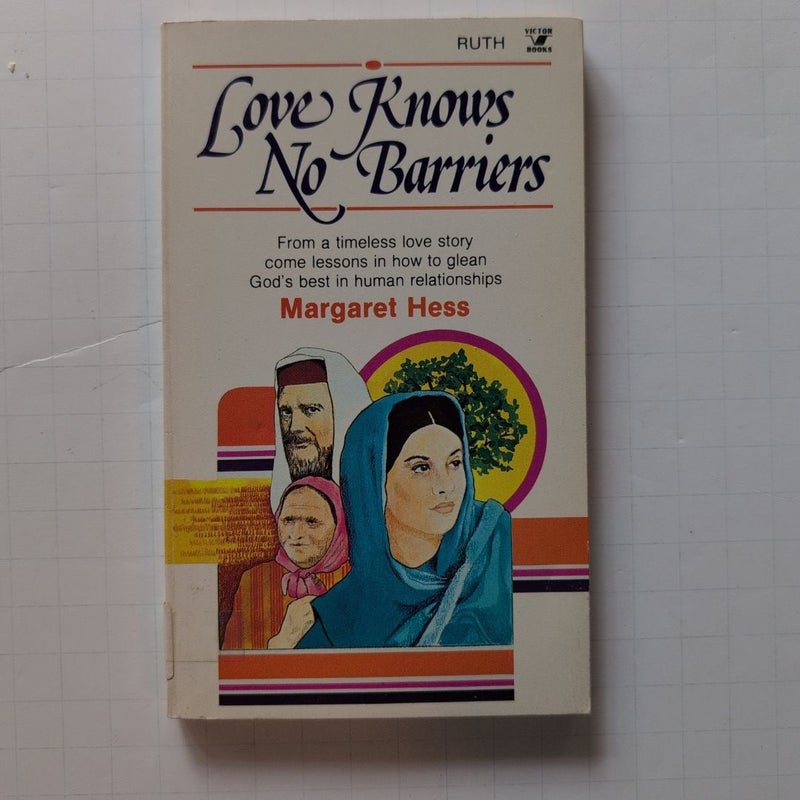 RUTH
VICTOR
BOOKS
Love Knows
No Barriers
From a timeless love story
come lessons in how to glean
God's best in human relationships
Margaret Hess